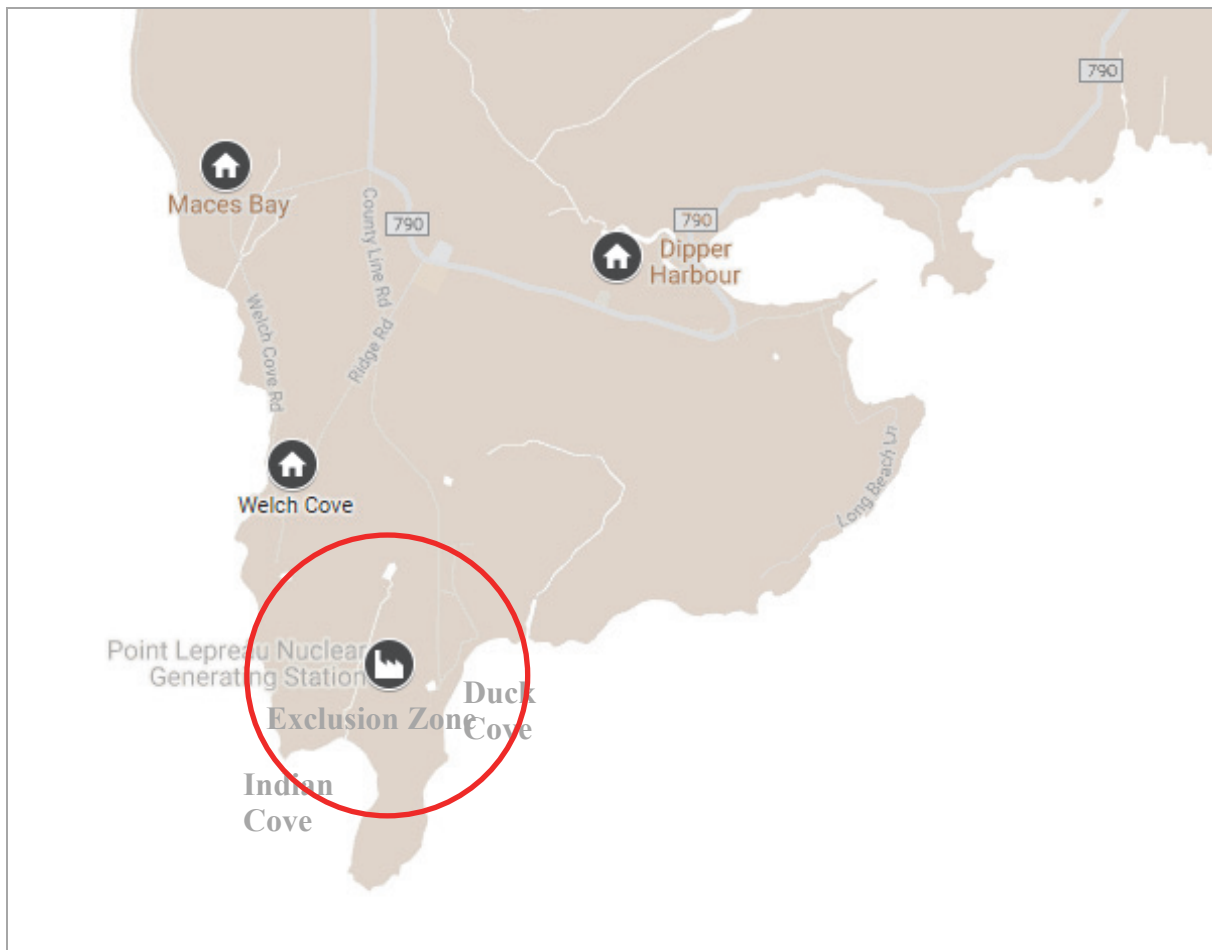 790
Maces Bay
County Line Rd
790
790
Dipper
Harbour
Welch Cove Rd
Ridge Rd
Long Beach Ln
Welch Cove
Point Lepreau Nuclear
Generating Station
Duck
Cove
Exclusion Zone
Indian
Cove